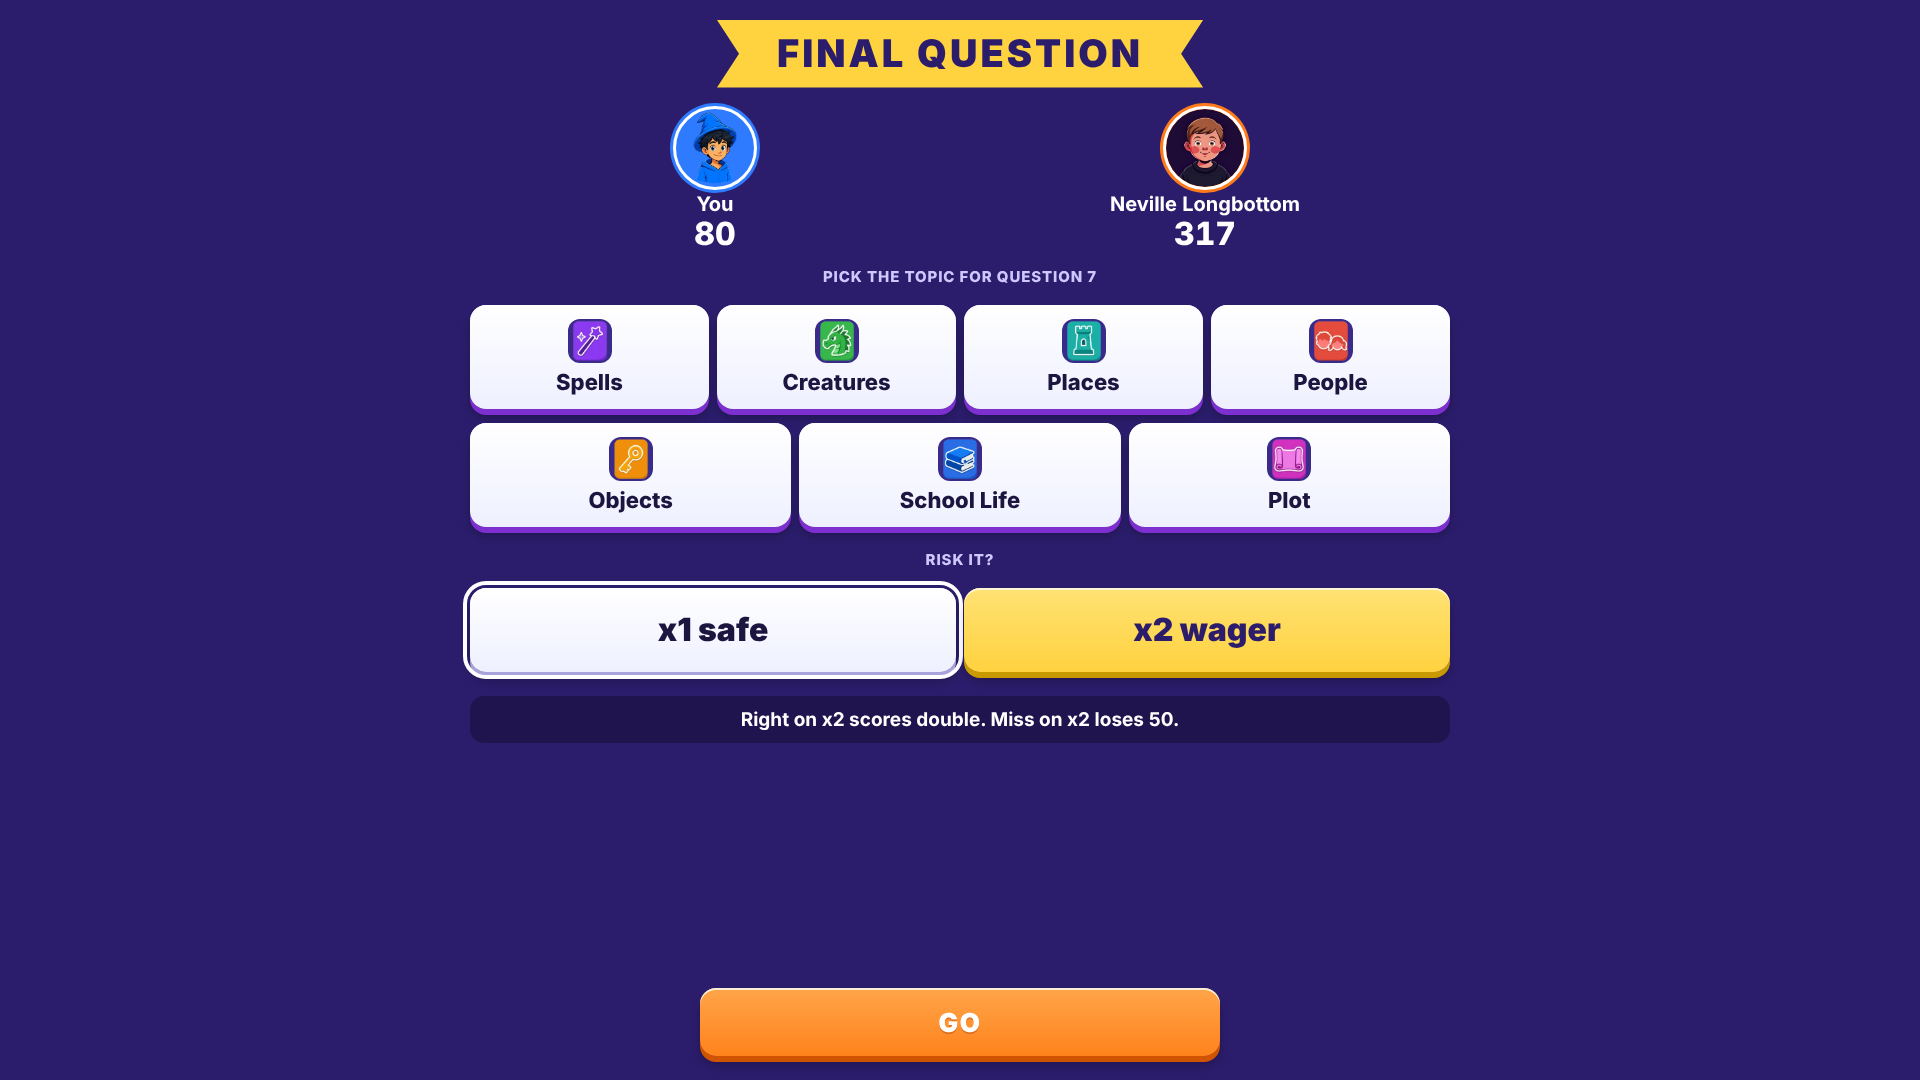 FINAL QUESTION
You
80
Neville Longbottom
317
PICK THE TOPIC FOR QUESTION 7
Spells
Creatures
Places
People
Objects
School Life
Plot
RISK IT?
x1 safe
x2 wager
Right on x2 scores double. Miss on x2 loses 50.
GO